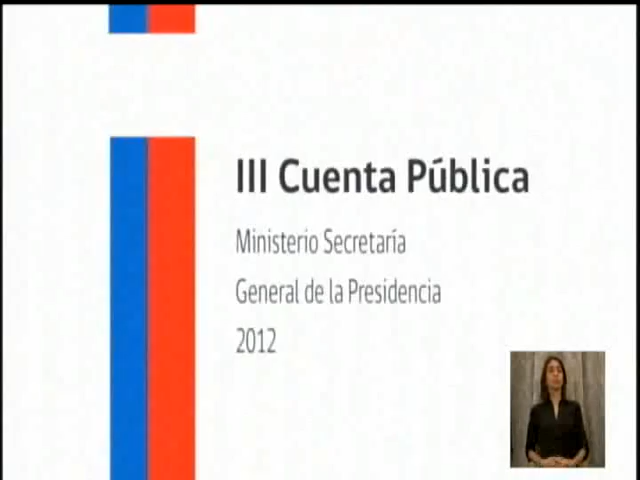 III Cuenta Pública
Ministerio Secretaría
General de la Presidencia
2012